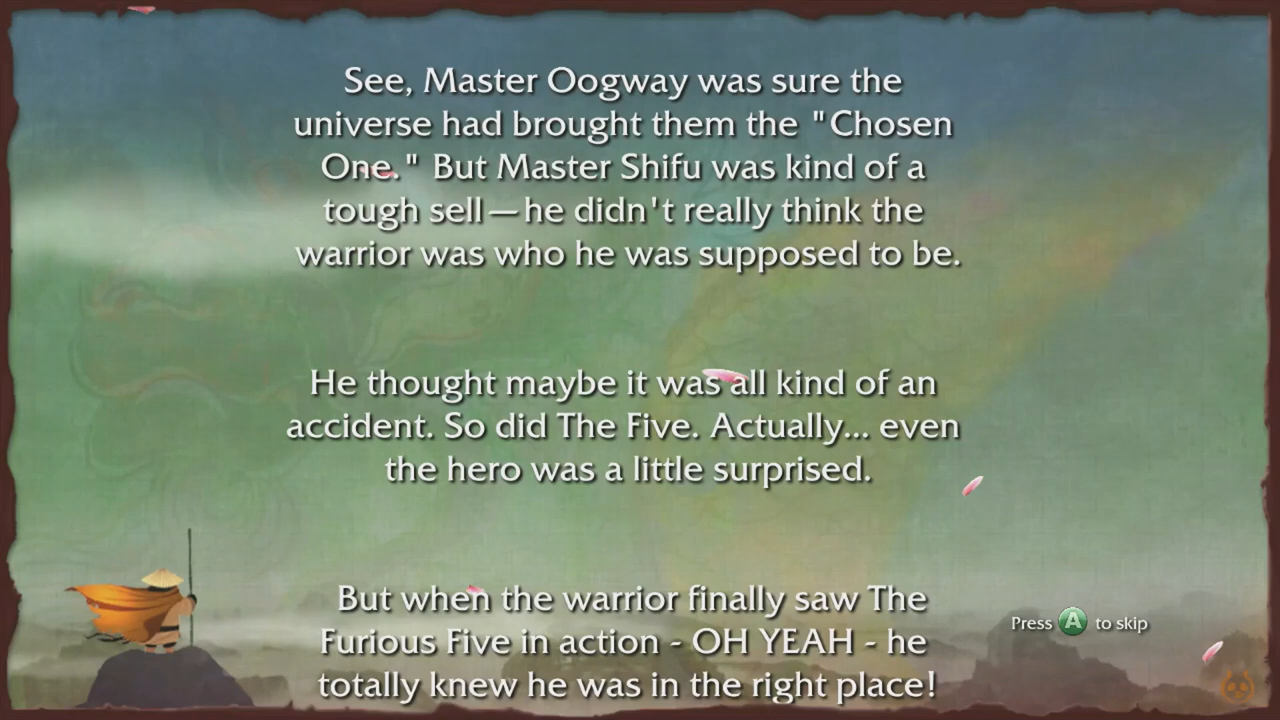 See, Master Oogway was sure the
universe had brought them the "Chosen
One." But Master Shifu was kind of a
tough sell—he didn't really think the
warrior was who he was supposed to be.
He thought maybe it was all kind of an
accident. So did The Five. Actually... even
the hero was a little surprised.
But when the warrior finally saw The
Furious Five in action - OH YEAH - he
totally knew he was in the right place!
Press A to skip